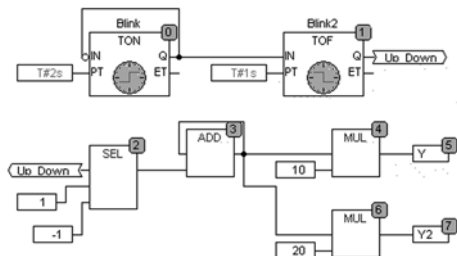 Blink
Blink2
0
1
TON
TOF
IN Q
IN Q
Up_Down
T#2s
PT ET
T#1s
PT ET
2
3
4
5
SEL
ADD
MUL
Y
Up_Down
10
1
6
7
-1
MUL
Y2
20